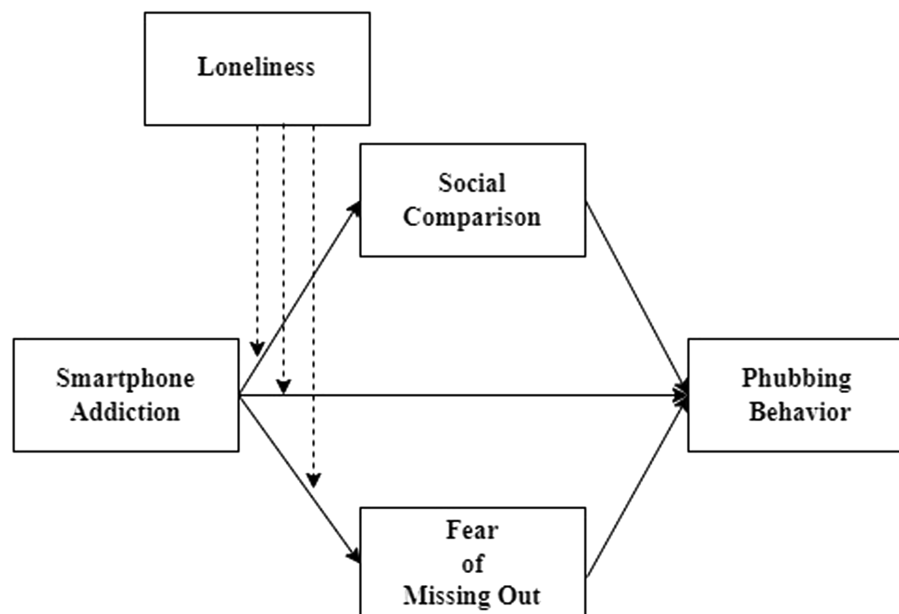 Loneliness
Social
Comparison
Smartphone
Addiction
Phubbing
Behavior
Fear
of
Missing Out